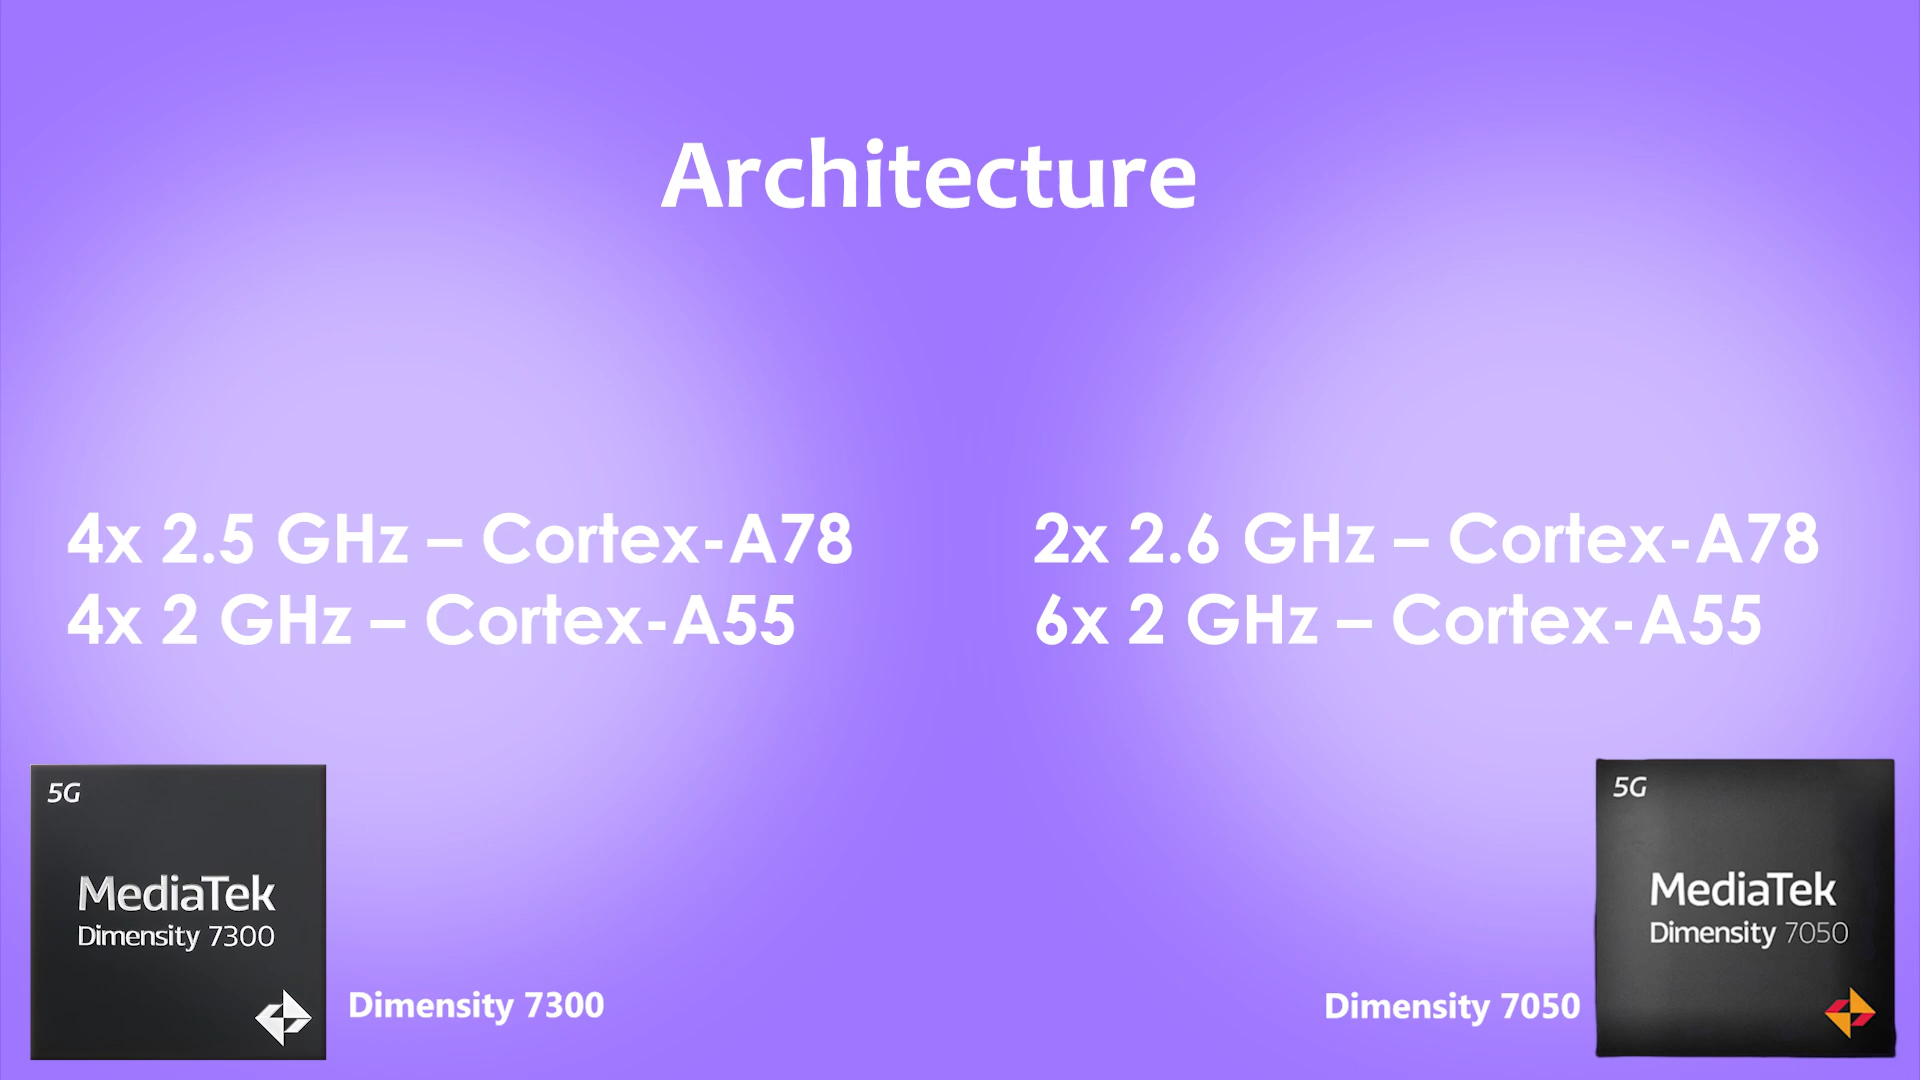 Architecture
4x 2.5 GHz – Cortex-A78
4x 2 GHz – Cortex-A55
2x 2.6 GHz – Cortex-A78
6x 2 GHz – Cortex-A55
5G
MediaTek
Dimensity 7300
Dimensity 7300
Dimensity 7050
5G
MediaTek
Dimensity 7050